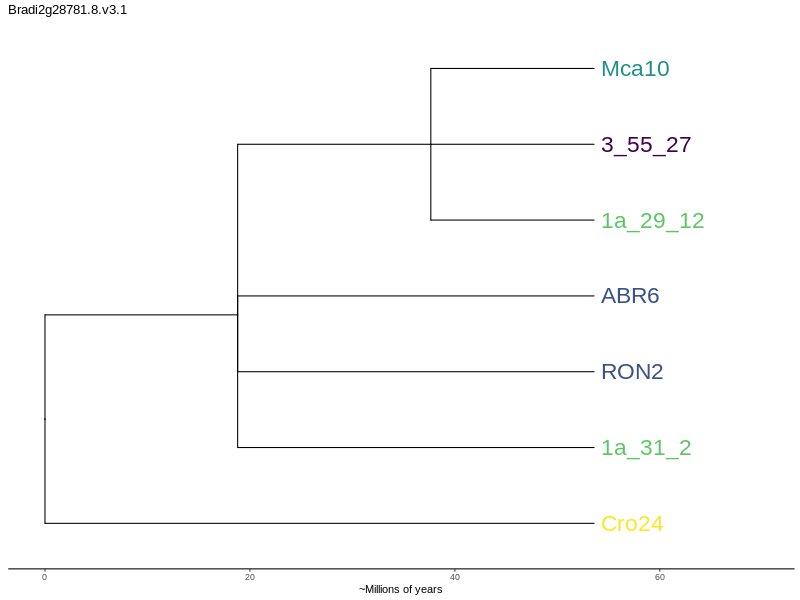 Bradi2g28781.8.v3.1
Mca10
3_55_27
1a_29_12
ABR6
RON2
1a_31_2
Cro24
0 20 40 60
~Millions of years